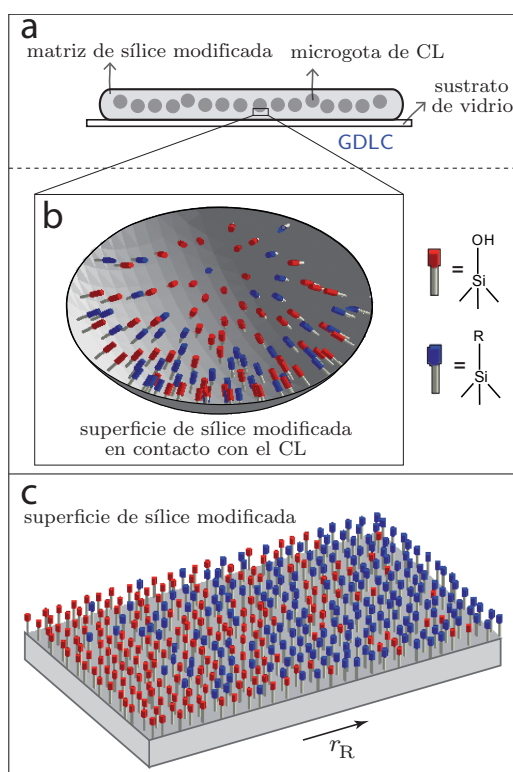 a
matriz de sílice modificada
microgota de CL
sustrato
de vidrio
GDLC
b
superficie de sílice modificada
en contacto con el CL
= OH
Si
= R
Si
c
superficie de sílice modificada
rR